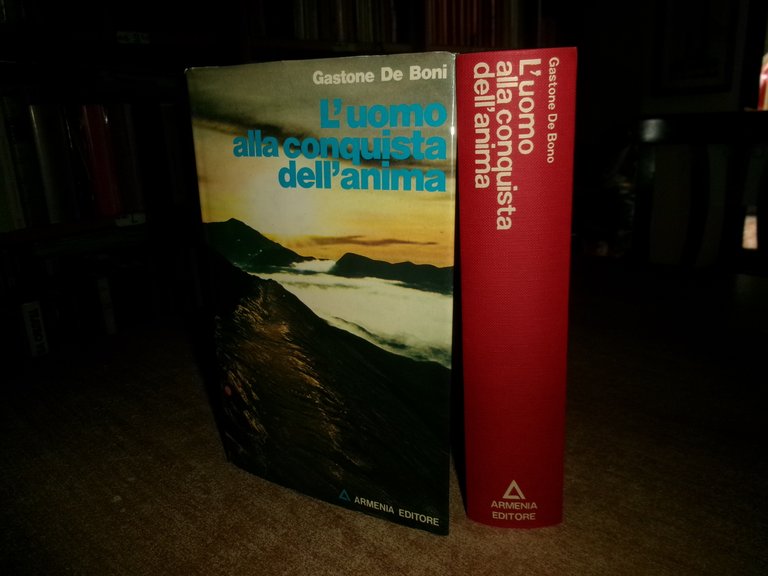 Gastone De Boni
L'uomo
alla conquista
dell'anima
ARMENIA EDITORE
Gastone De Bono
L'uomo
alla conquista
dell'anima
ARMENIA
EDITORE